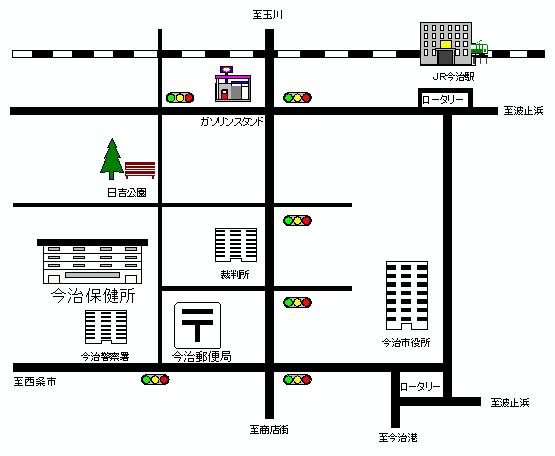 至玉川
JR今治駅
ロータリー
至波止浜
ガソリンスタンド
日吉公園
裁判所
今治保健所
今治市役所
今治警察署
今治郵便局
至西条市
ロータリー
至波止浜
至商店街
至今治港